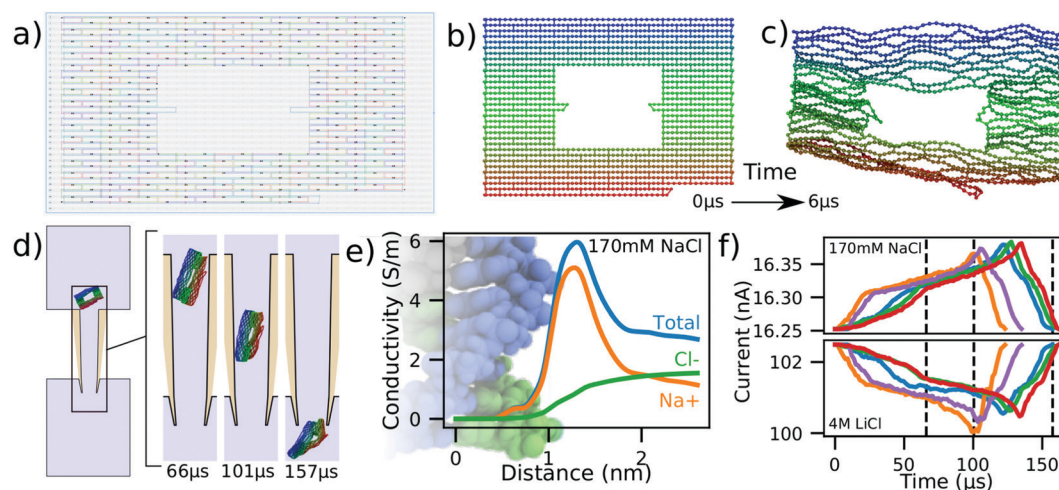 a)
b)
c)
Time
0µs
6µs
d)
66µs
101µs
157µs
e)
Conductivity (S/m)
6
4
2
0
170mM NaCl
Total
Cl-
Na+
0
1
2
Distance (nm)
f)
Current (nA)
16.35
16.30
16.25
170mM NaCl
102
100
4M LiCl
0
50
100
150
Time (µs)